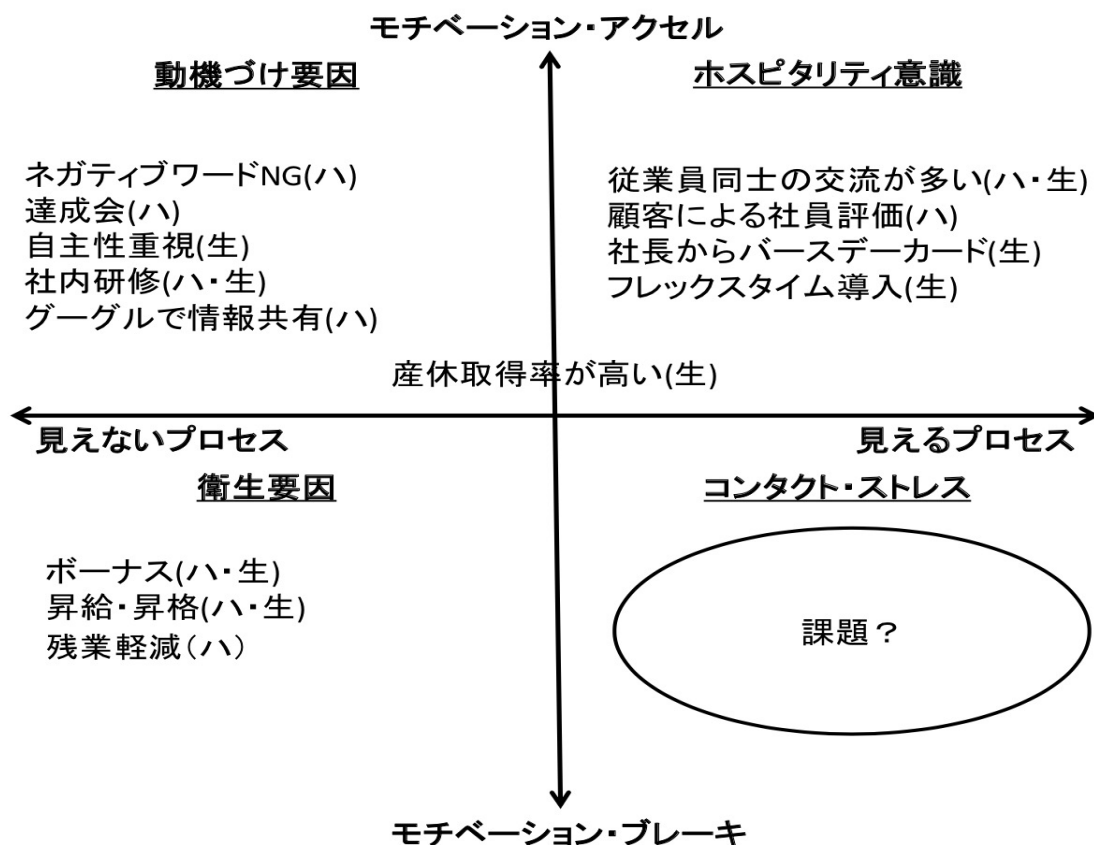 モチベーション・アクセル
動機づけ要因
ホスピタリティ意識
ネガティブワードNG(ハ)
達成会(ハ)
自主性重視(生)
社内研修(ハ・生)
グーグルで情報共有(ハ)
従業員同士の交流が多い(ハ・生)
顧客による社員評価(ハ)
社長からバースデーカード(生)
フレックスタイム導入(生)
産休取得率が高い(生)
見えないプロセス
見えるプロセス
衛生要因
コンタクト・ストレス
ボーナス(ハ・生)
昇給・昇格(ハ・生)
残業軽減(ハ)
課題?
モチベーション・ブレーキ